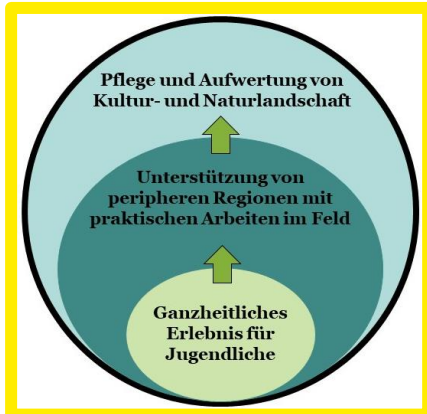 Pflege und Aufwertung von
Kultur- und Naturlandschaft
Unterstützung von
peripheren Regionen mit
praktischen Arbeiten im Feld
Ganzheitliches
Erlebnis für
Jugendliche